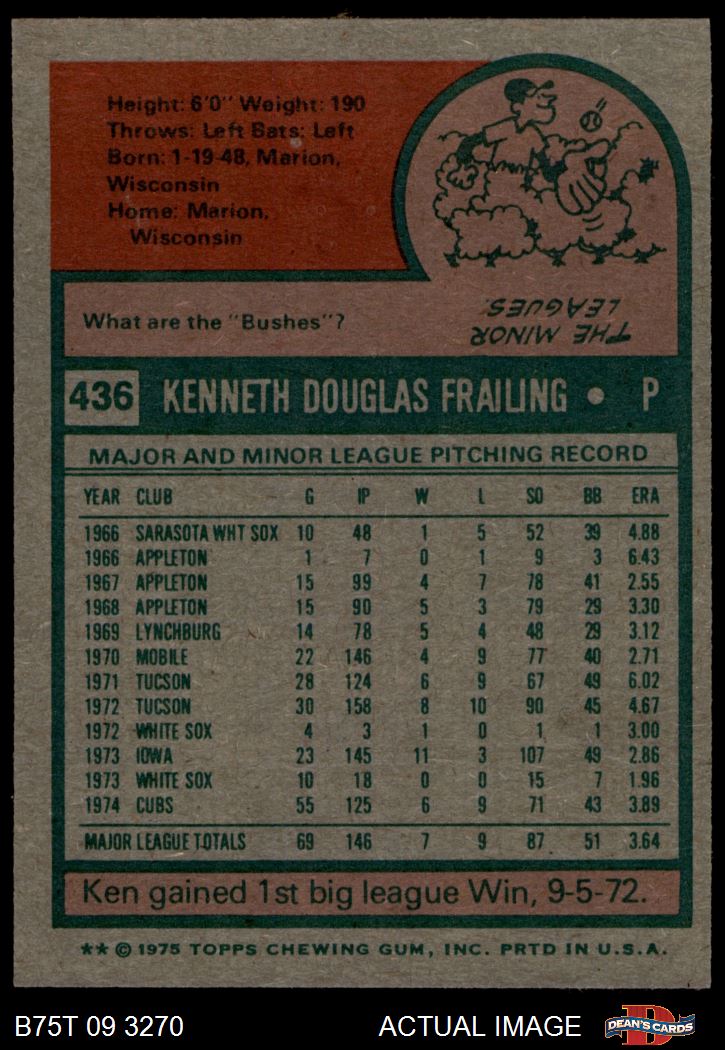 Height: 6'0" Weight: 190
Throws: Left Bats: Left
Born: 1-19-48, Marion,
Wisconsin
Home: Marion,
Wisconsin
What are the "Bushes"?
THE MINOR
LEAGUES.
436 KENNETH DOUGLAS FRAILING • P
MAJOR AND MINOR LEAGUE PITCHING RECORD
YEAR CLUB G IP W L SO BB ERA
1966 SARASOTA WHT SOX 10 48 1 5 52 39 4.88
1966 APPLETON 1 7 0 1 9 3 6.43
1967 APPLETON 15 99 4 7 78 41 2.55
1968 APPLETON 15 90 5 3 79 29 3.30
1969 LYNCHBURG 14 78 5 4 48 29 3.12
1970 MOBILE 22 146 4 9 77 40 2.71
1971 TUCSON 28 124 6 9 67 49 6.02
1972 TUCSON 30 158 8 10 90 45 4.67
1972 WHITE SOX 4 3 1 0 1 1 3.00
1973 IOWA 23 145 11 3 107 49 2.86
1973 WHITE SOX 10 18 0 0 15 7 1.96
1974 CUBS 55 125 6 9 71 43 3.89
MAJOR LEAGUE TOTALS 69 146 7 9 87 51 3.64
Ken gained 1st big league Win, 9-5-72.
** © 1975 TOPPS CHEWING GUM, INC. PRTD IN U.S.A.
B75T 09 3270 ACTUAL IMAGE
D
DEAN'S CARDS